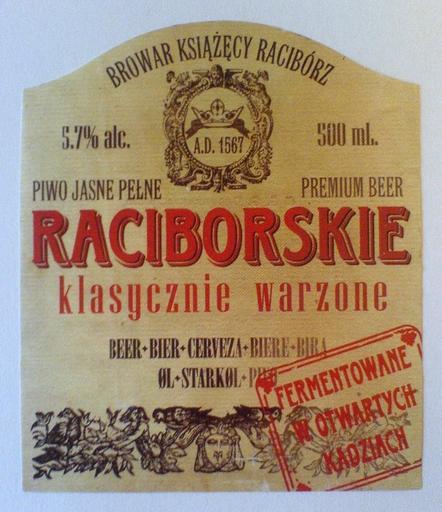 BROWAR KSIĄŻĘCY RACIBÓRZ
5.7% alc.
A.D. 1567
500 mL.
PIWO JASNE PEŁNE
PREMIUM BEER
RACIBORSKIE
klasycznie warzone
BEER+BIER+CERVEZA+BIERE+BIRA
ØL+STARKØL+
FERMENTOWANE
W OTWARTYCH
KADZIACH